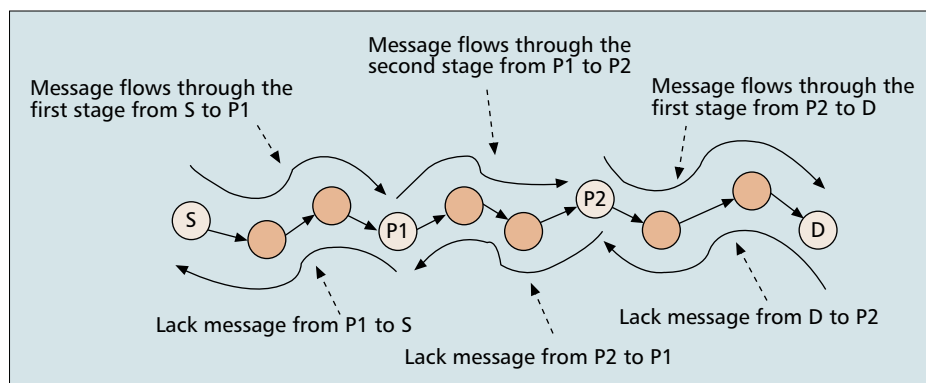 Message flows through the
second stage from P1 to P2
Message flows through the
first stage from S to P1
Message flows through the
first stage from P2 to D
S
P1
P2
D
Lack message from P1 to S
Lack message from P2 to P1
Lack message from D to P2